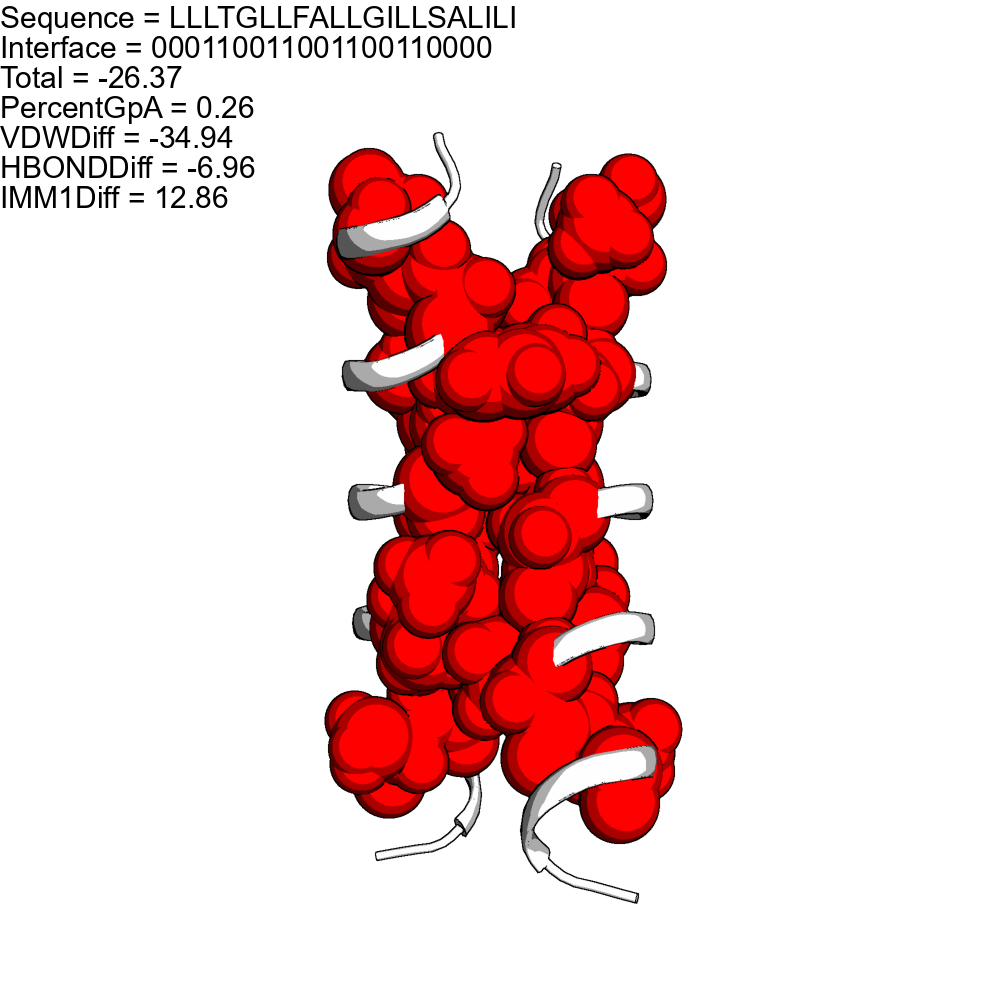 Sequence = LLLTGLLFALLGILLSALILI
Interface = 000110011001100110000
Total = -26.37
PercentGpA = 0.26
VDWDiff = -34.94
HBONDDiff = -6.96
IMM1Diff = 12.86